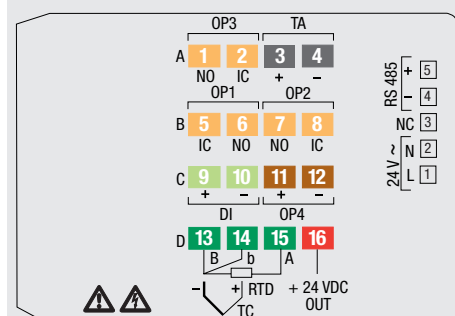 OP3 TA
A 1 2 3 4
NO IC + –
OP1 OP2
B 5 6 7 8
IC NO NO IC
C 9 10 11 12
+ – + –
DI OP4
D 13 14 15 16
B b A
– + RTD + 24 VDC
TC OUT
RS 485 + 5
– 4
NC 3
24 V ~ N 2
L 1